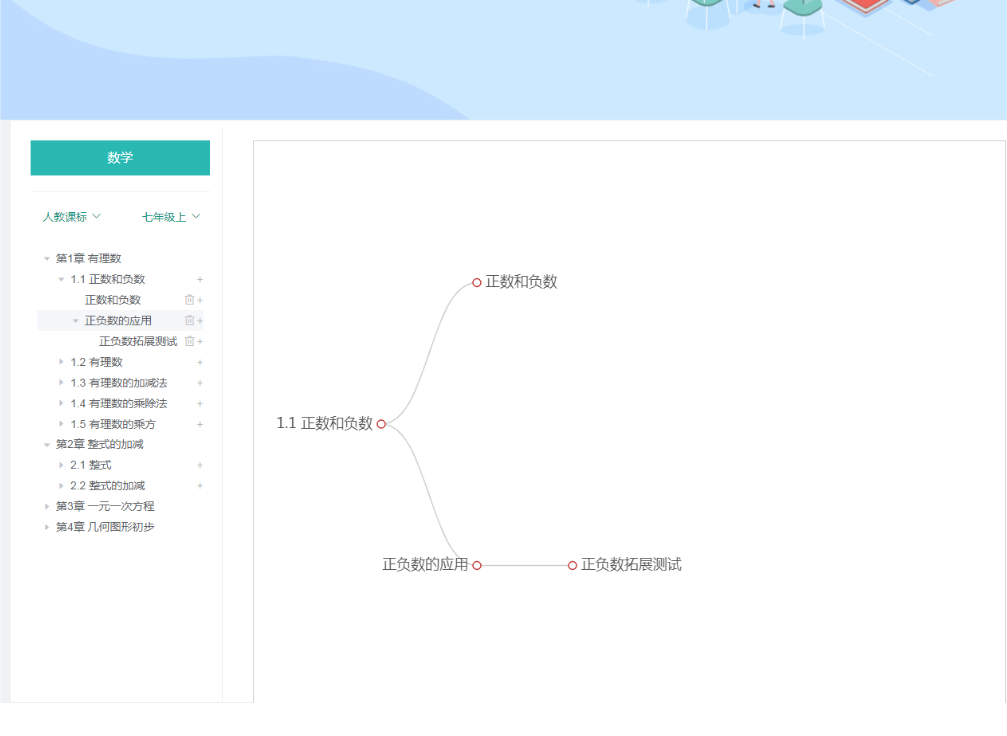 数学
人教课标 七年级上
第1章 有理数
1.1 正数和负数
正数和负数
正负数的应用
正负数拓展测试
1.2 有理数
1.3 有理数的加减法
1.4 有理数的乘除法
1.5 有理数的乘方
第2章 整式的加减
2.1 整式
2.2 整式的加减
第3章 一元一次方程
第4章 几何图形初步
正数和负数
1.1 正数和负数
正负数的应用 正负数拓展测试